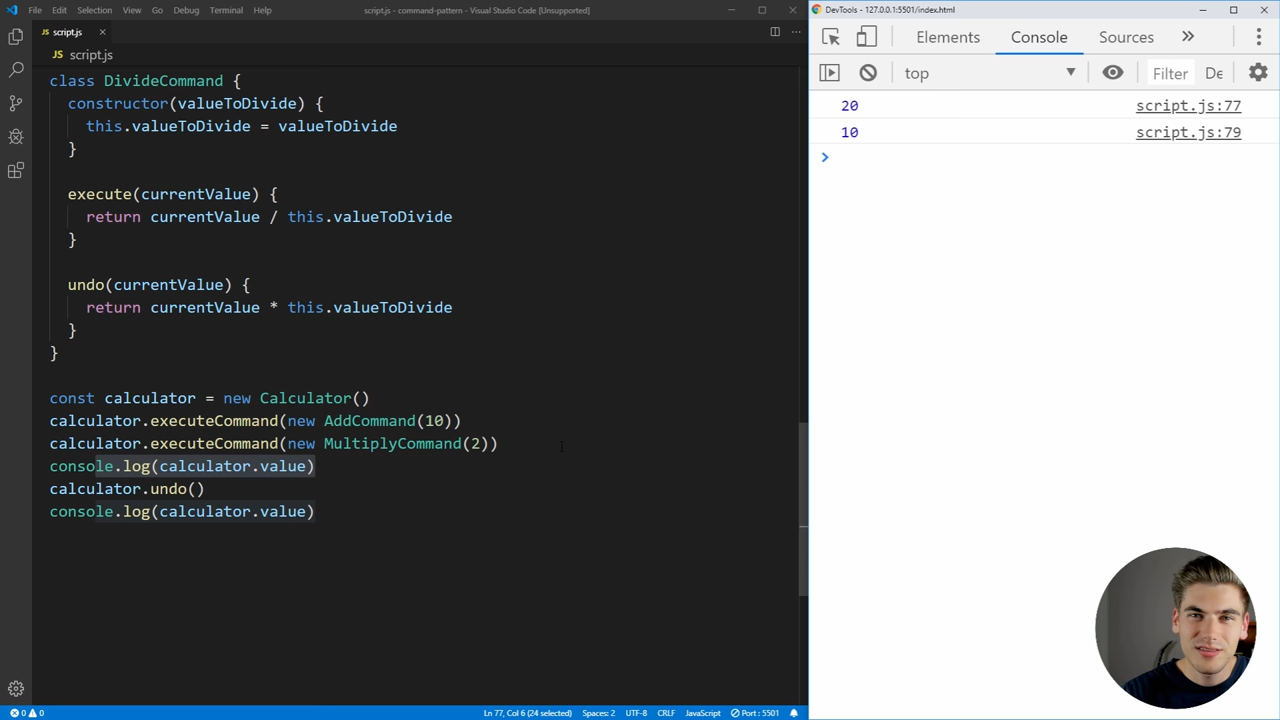 File Edit Selection View Go Debug Terminal Help script.js - command-pattern - Visual Studio Code [Unsupported]
JS script.js
JS script.js
class DivideCommand {
constructor(valueToDivide) {
this.valueToDivide = valueToDivide
}
execute(currentValue) {
return currentValue / this.valueToDivide
}
undo(currentValue) {
return currentValue * this.valueToDivide
}
}
const calculator = new Calculator()
calculator.executeCommand(new AddCommand(10))
calculator.executeCommand(new MultiplyCommand(2))
console.log(calculator.value)
calculator.undo()
console.log(calculator.value)
0 0 Ln 77, Col 6 (24 selected) Spaces: 2 UTF-8 CRLF JavaScript Port : 5501
DevTools - 127.0.0.1:5501/index.html
Elements Console Sources »
top Filter De
20 script.js:77
10 script.js:79